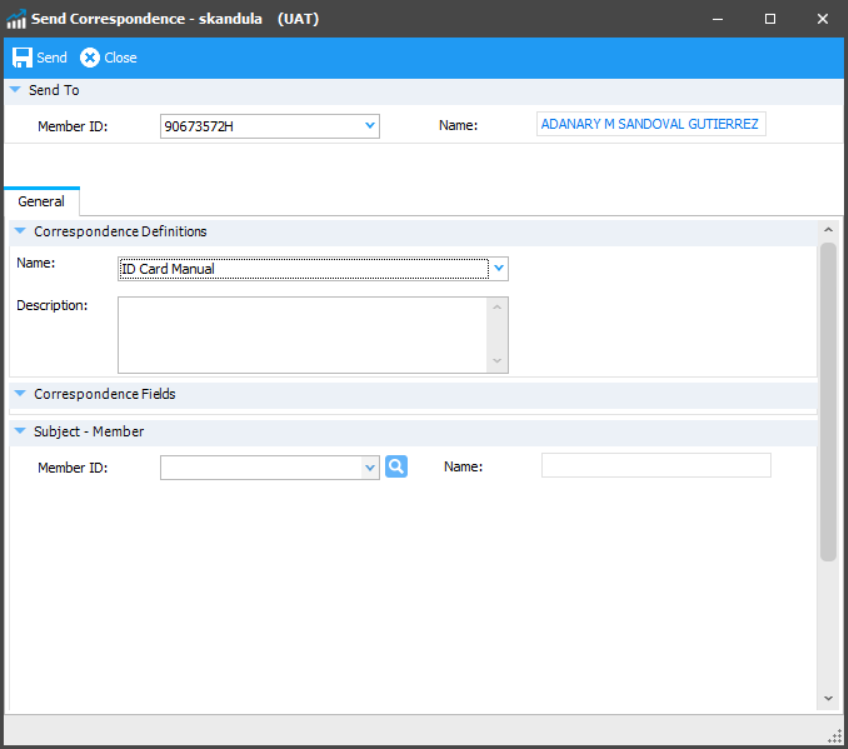 Send Correspondence - skandula (UAT)
Send Close
Send To
Member ID: 90673572H Name: ADANARY M SANDOVAL GUTIERREZ
General
Correspondence Definitions
Name: ID Card Manual
Description:
Correspondence Fields
Subject - Member
Member ID: Name: